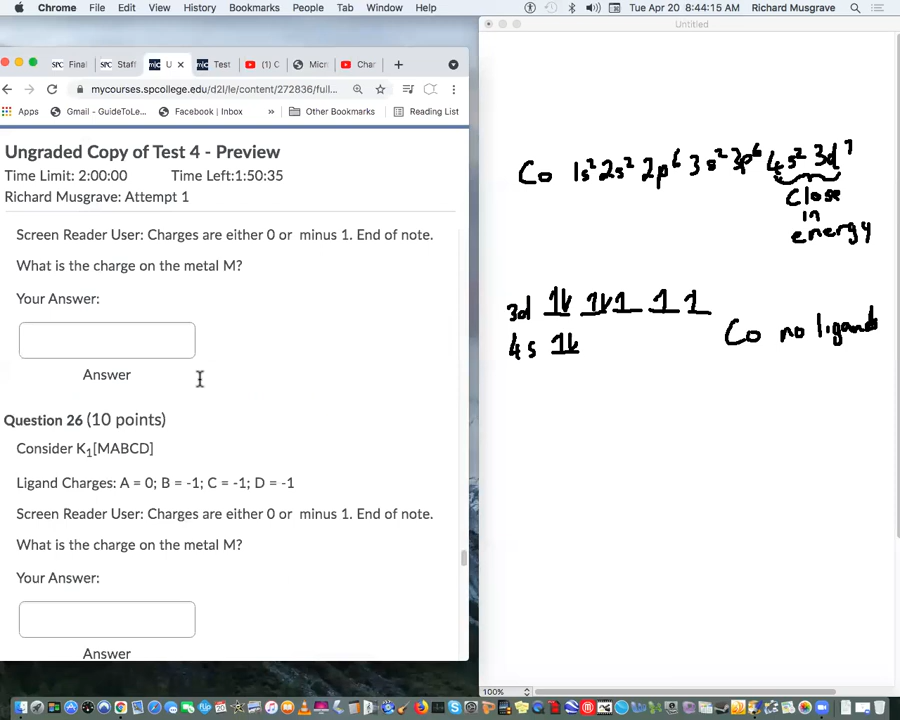 Chrome File Edit View History Bookmarks People Tab Window Help Tue Apr 20 8:44:15 AM Richard Musgrave
Untitled
Final Staff U Test (1) C Micr Char
mycourses.spcollege.edu/d2l/le/content/272836/full...
Apps Gmail - GuideToLe... Facebook | Inbox Other Bookmarks Reading List
Ungraded Copy of Test 4 - Preview
Time Limit: 2:00:00 Time Left:1:50:35
Richard Musgrave: Attempt 1
Screen Reader User: Charges are either 0 or minus 1. End of note.
What is the charge on the metal M?
Your Answer:
Answer
Question 26 (10 points)
Consider K₁[MABCD]
Ligand Charges: A = 0; B = -1; C = -1; D = -1
Screen Reader User: Charges are either 0 or minus 1. End of note.
What is the charge on the metal M?
Your Answer:
Answer
Co 1s² 2s² 2p⁶ 3s² 3p⁶ 4s² 3d⁷
Close
in
energy
3d
4s
Co no ligands
100%